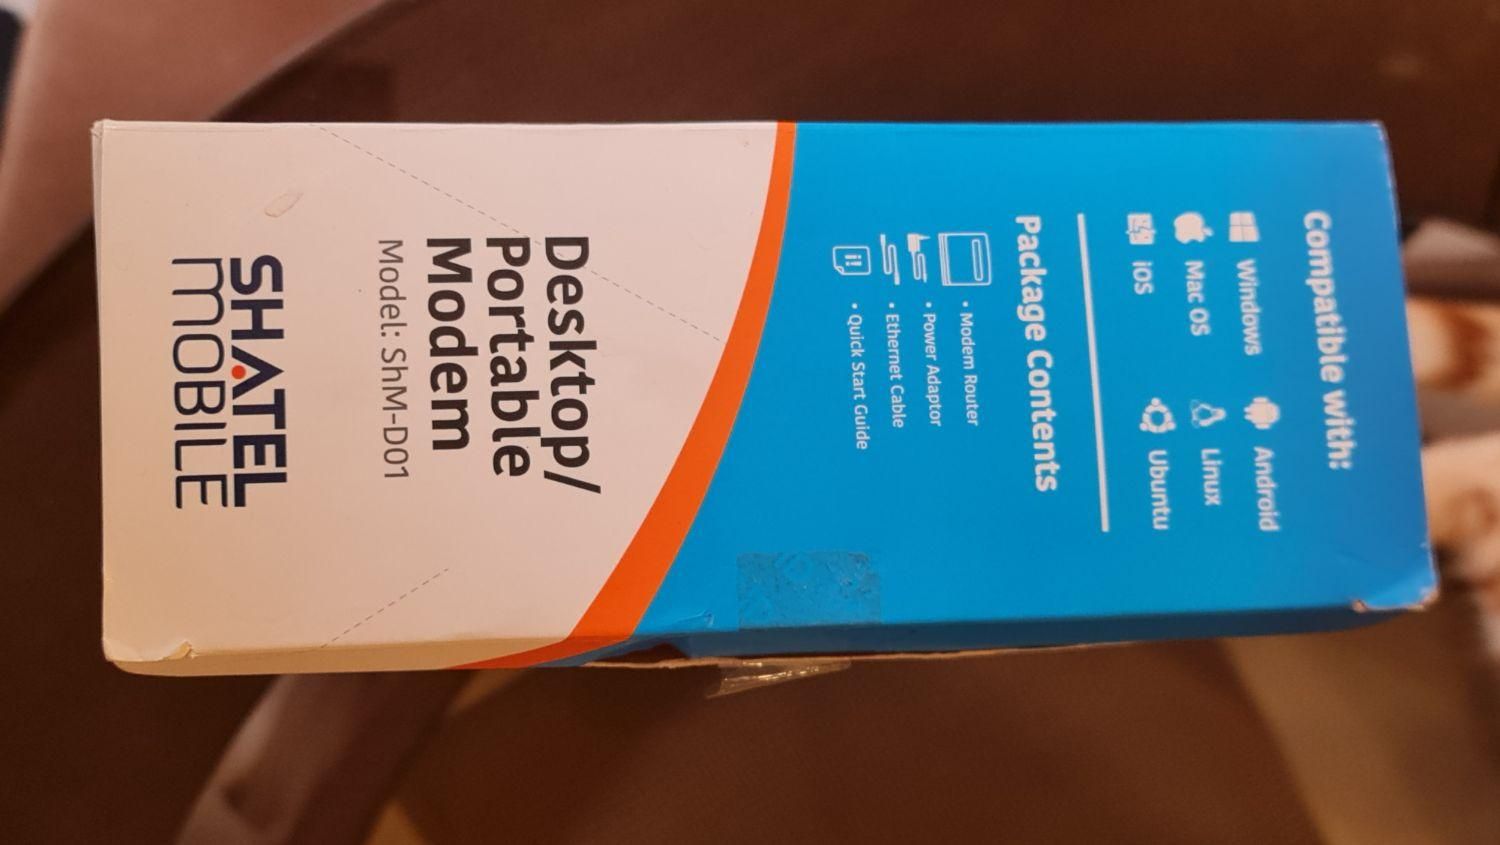 Compatible with:
Windows
Android
Mac OS
Linux
iOS
Ubuntu
Package Contents
• Modem Router
• Power Adaptor
• Ethernet Cable
• Quick Start Guide
Desktop/
Portable
Modem
Model: ShM-D01
SHATEL
MOBILE